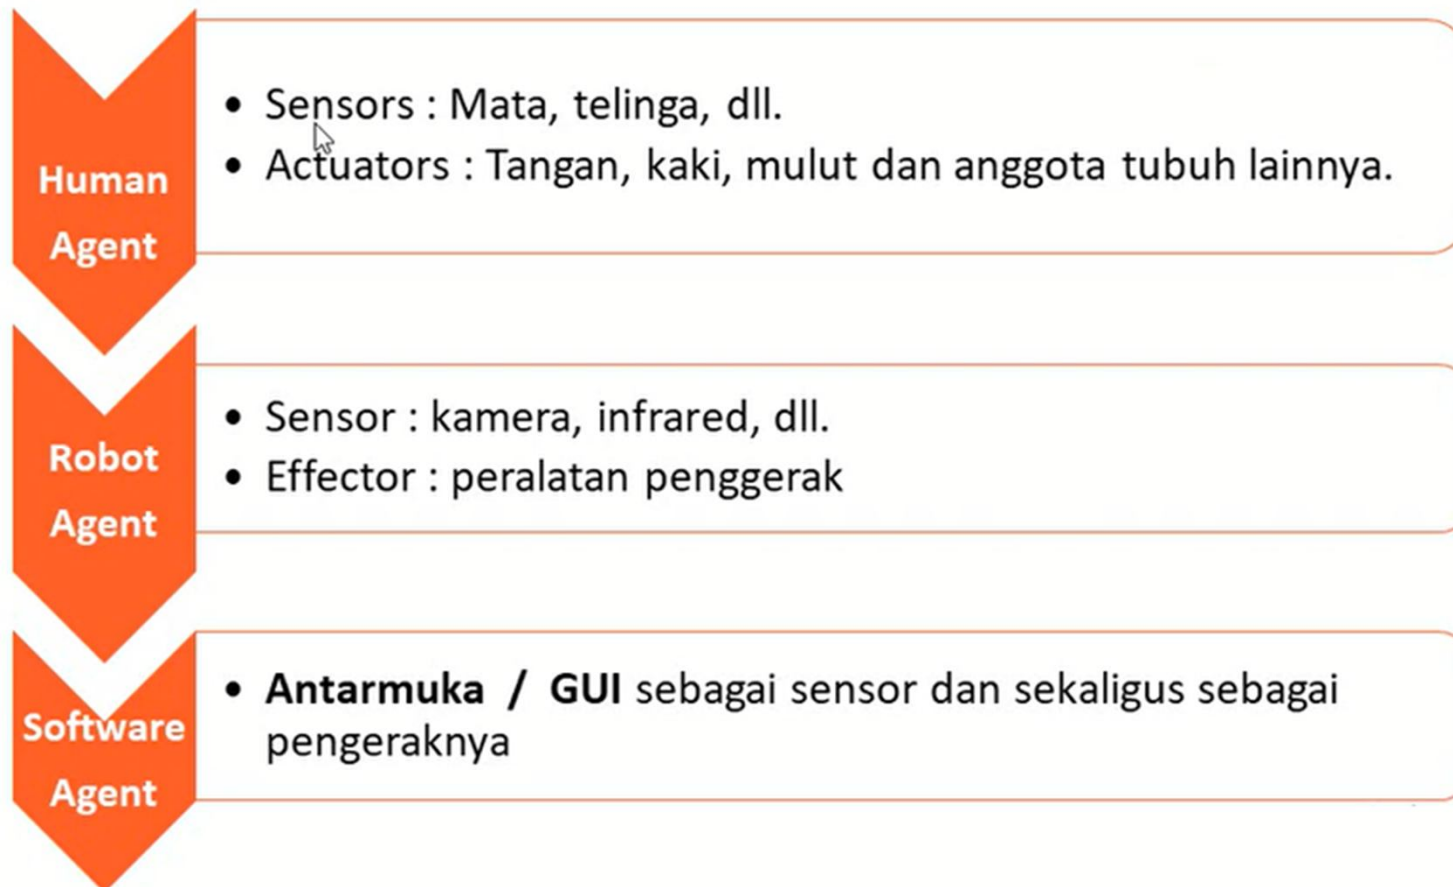 Human
Agent
• Sensors : Mata, telinga, dll.
• Actuators : Tangan, kaki, mulut dan anggota tubuh lainnya.
Robot
Agent
• Sensor : kamera, infrared, dll.
• Effector : peralatan penggerak
Software
Agent
• Antarmuka / GUI sebagai sensor dan sekaligus sebagai
pengeraknya